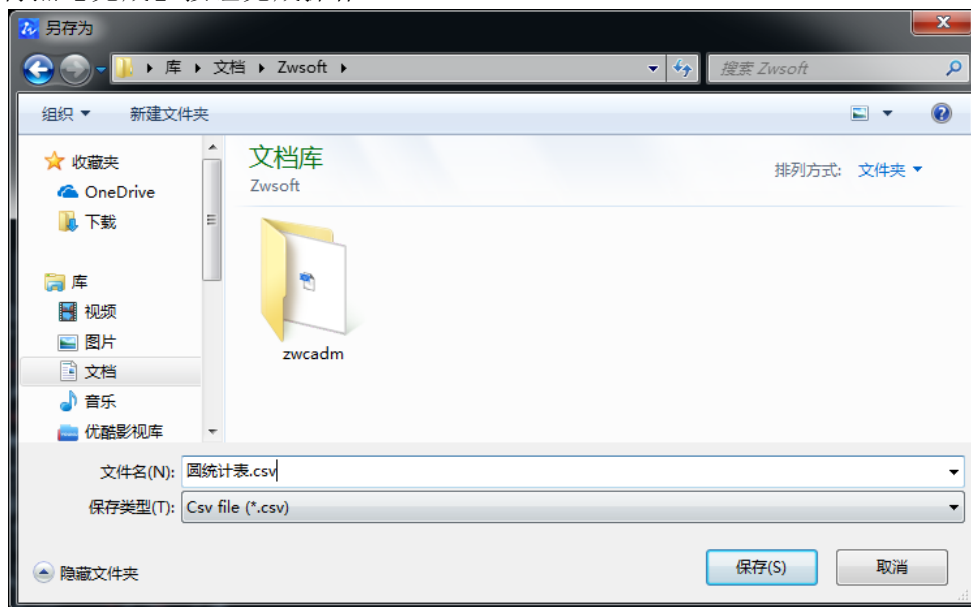 另存为
库 文档 Zwsoft
搜索 Zwsoft
组织 新建文件夹
收藏夹
OneDrive
下载
库
视频
图片
文档
音乐
优酷影视库
文档库
Zwsoft
排列方式: 文件夹
zwcadm
文件名(N): 圆统计表.csv
保存类型(T): Csv file (*.csv)
隐藏文件夹
保存(S) 取消